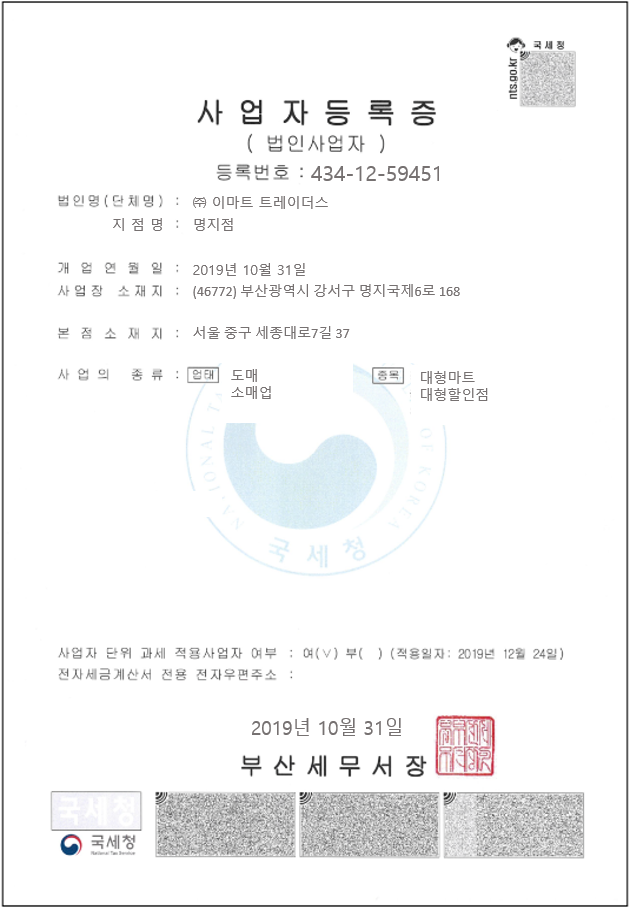 국세청
nts.go.kr
사업자등록증
( 법인사업자 )
등록번호 : 434-12-59451
법인명(단체명) : ㈜ 이마트 트레이더스
지점명 : 명지점
개업연월일 : 2019년 10월 31일
사업장 소재지 : (46772) 부산광역시 강서구 명지국제6로 168
본점소재지 : 서울 중구 세종대로7길 37
사업의 종류 : 업태 도매 종목 대형마트
소매업 대형할인점
NATIONAL TA OF KOREA
국세청
사업자 단위 과세 적용사업자 여부 : 여(∨) 부( ) (적용일자: 2019년 12월 24일)
전자세금계산서 전용 전자우편주소 :
2019년 10월 31일
부산세무서장
국세청
국세청
National Tax Service